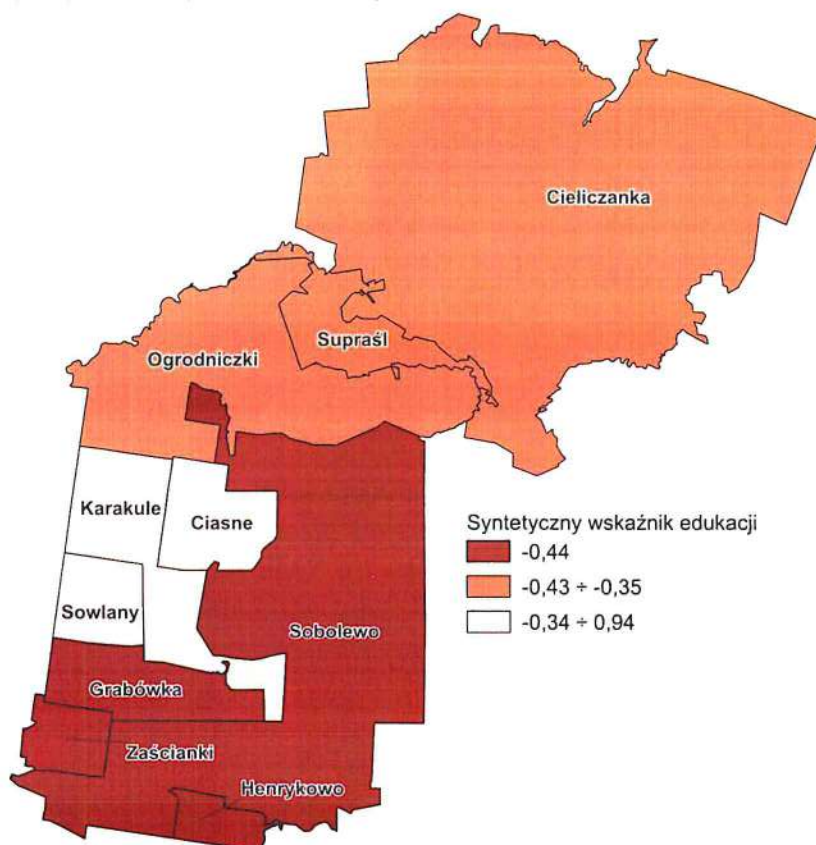 Cieliczanka
Supraśl
Ogrodniczki
Karakule
Ciasne
Sowlany
Sobolewo
Grabówka
Zaścianki
Henrykowo
Syntetyczny wskaźnik edukacji
-0,44
-0,43 ÷ -0,35
-0,34 ÷ 0,94